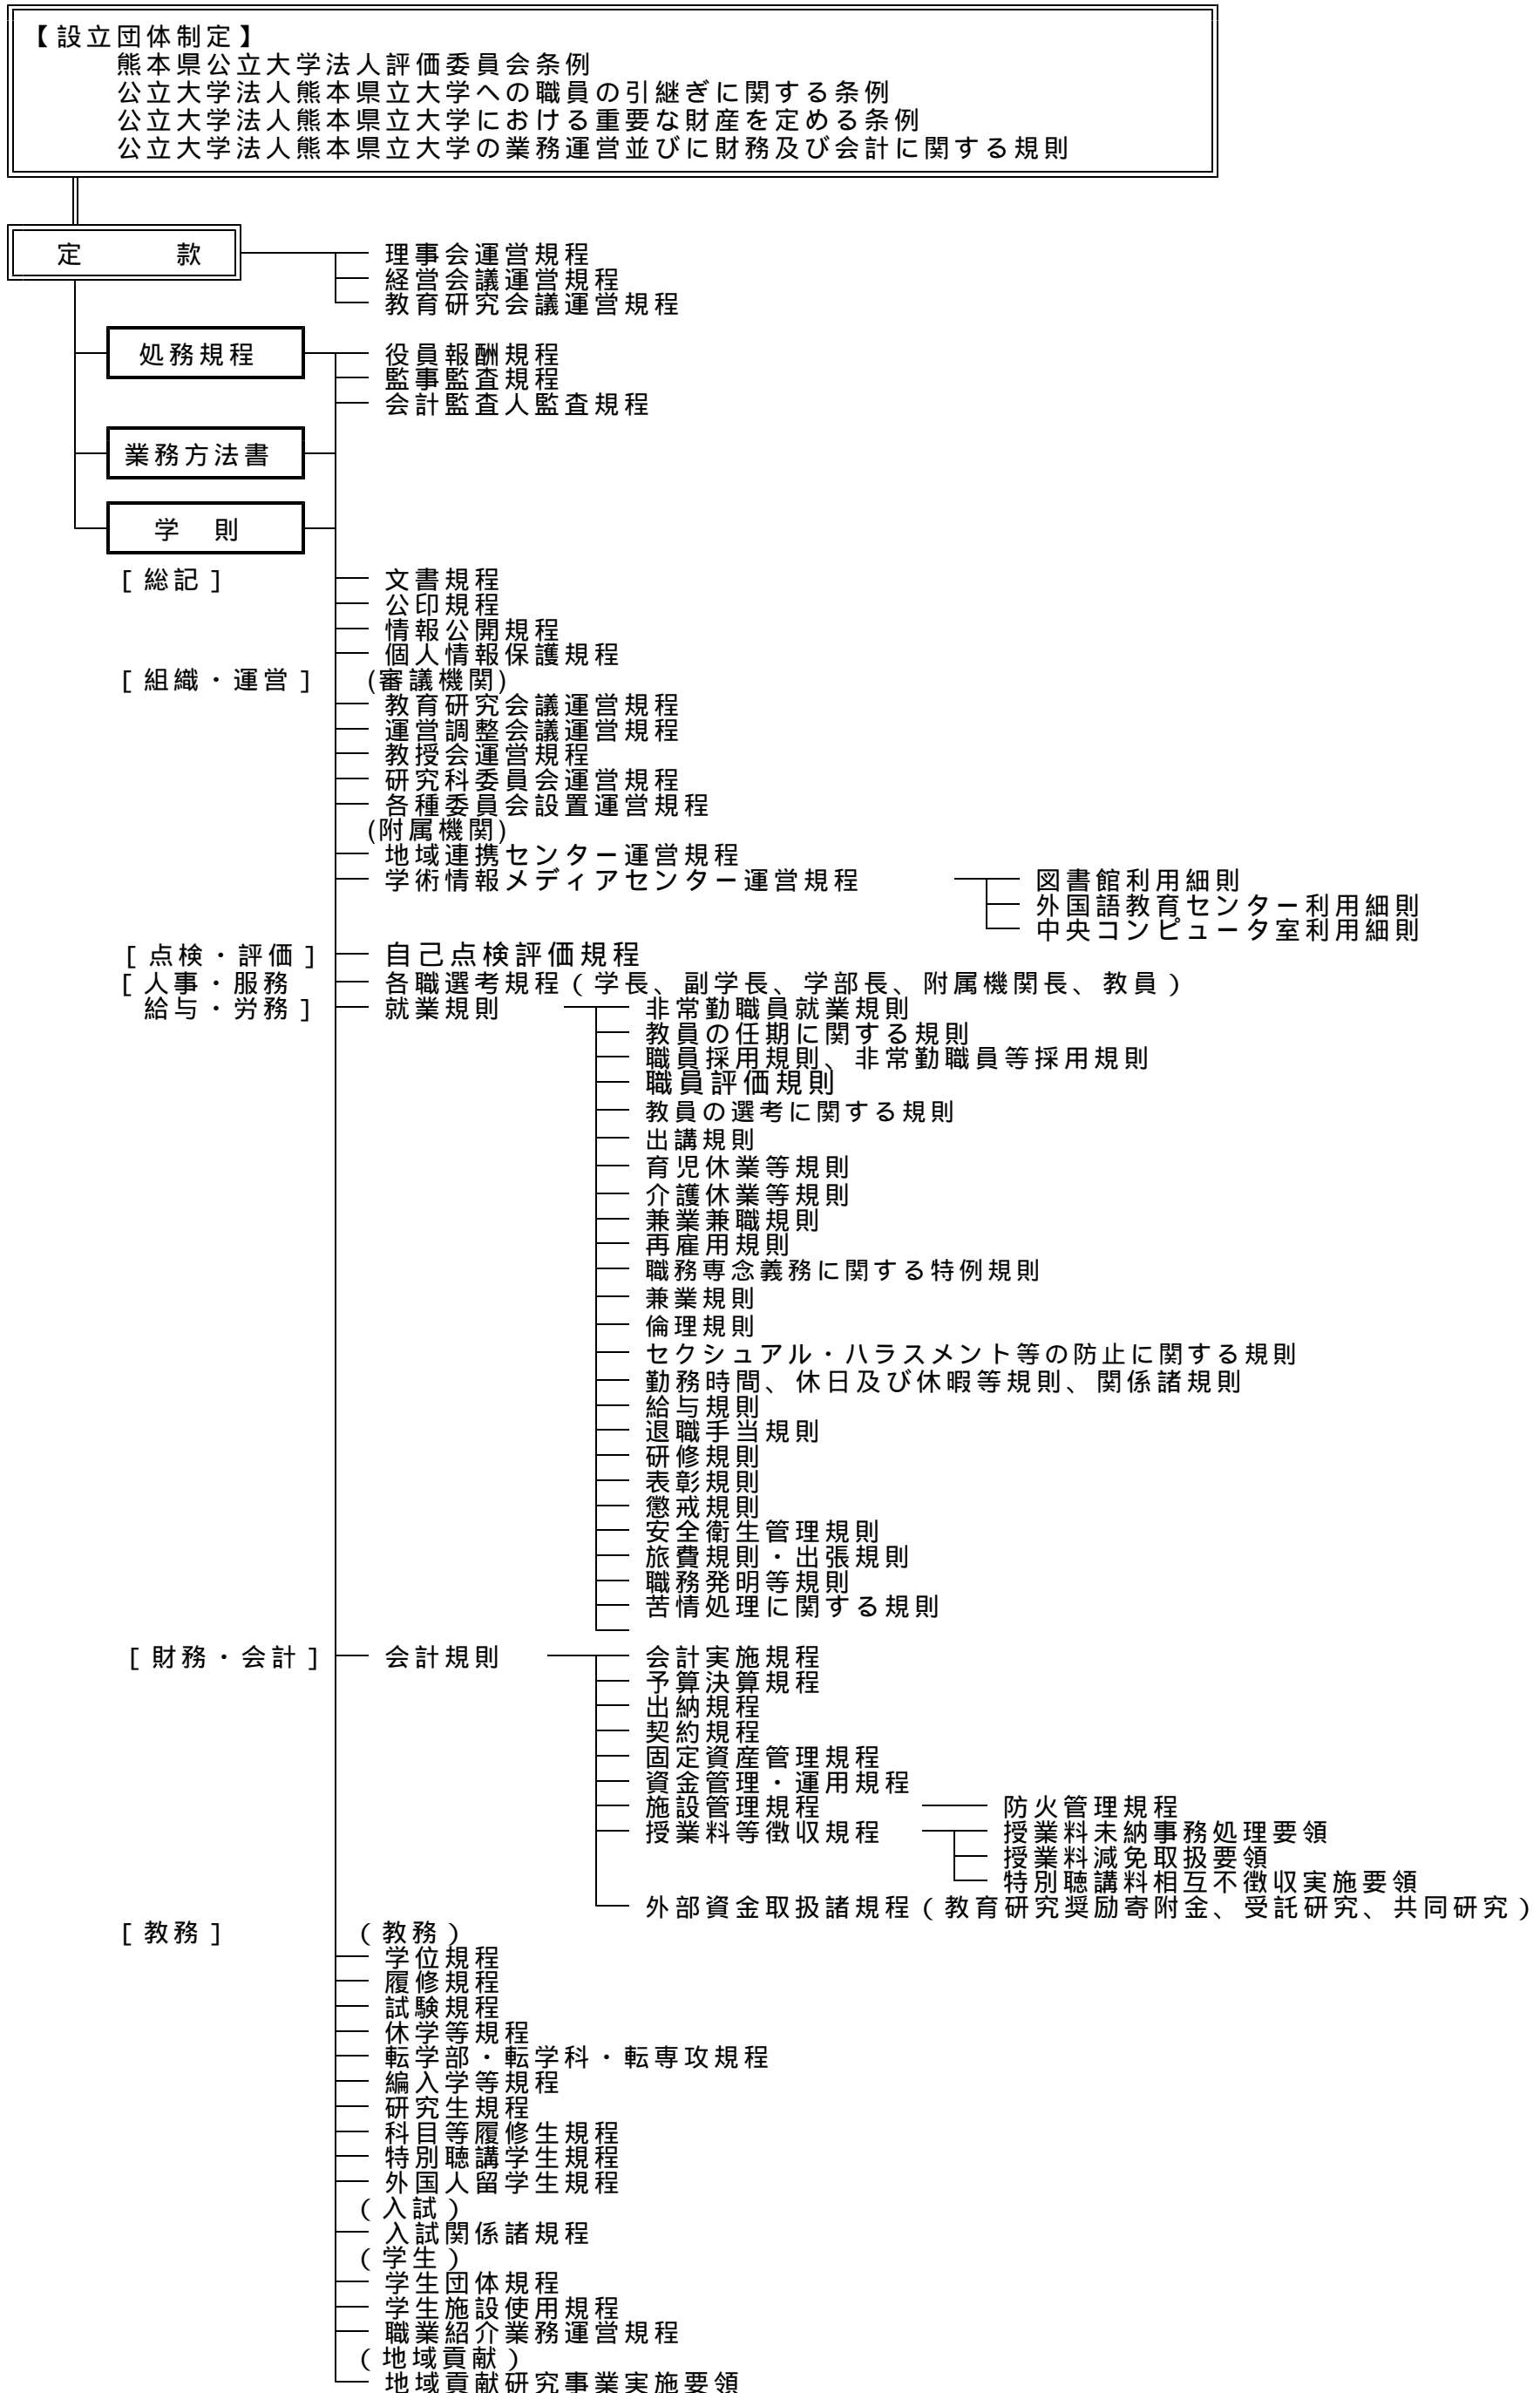 【設立団体制定】
熊本県公立大学法人評価委員会条例
公立大学法人熊本県立大学への職員の引継ぎに関する条例
公立大学法人熊本県立大学における重要な財産を定める条例
公立大学法人熊本県立大学の業務運営並びに財務及び会計に関する規則
定　　　款 理事会運営規程
経営会議運営規程
教育研究会議運営規程
処務規程 役員報酬規程
監事監査規程
会計監査人監査規程
業務方法書
学　則
[総記] 文書規程
公印規程
情報公開規程
個人情報保護規程
[組織・運営] (審議機関)
教育研究会議運営規程
運営調整会議運営規程
教授会運営規程
研究科委員会運営規程
各種委員会設置運営規程
(附属機関)
地域連携センター運営規程
学術情報メディアセンター運営規程 図書館利用細則
外国語教育センター利用細則
中央コンピュータ室利用細則
[点検・評価] 自己点検評価規程
[人事・服務 各職選考規程(学長、副学長、学部長、附属機関長、教員)
給与・労務] 就業規則 非常勤職員就業規則
教員の任期に関する規則
職員採用規則、非常勤職員等採用規則
職員評価規則
教員の選考に関する規則
出講規則
育児休業等規則
介護休業等規則
兼業兼職規則
再雇用規則
職務専念義務に関する特例規則
兼業規則
倫理規則
セクシュアル・ハラスメント等の防止に関する規則
勤務時間、休日及び休暇等規則、関係諸規則
給与規則
退職手当規則
研修規則
表彰規則
懲戒規則
安全衛生管理規則
旅費規則・出張規則
職務発明等規則
苦情処理に関する規則
[財務・会計] 会計規則 会計実施規程
予算決算規程
出納規程
契約規程
固定資産管理規程
資金管理・運用規程
施設管理規程 防火管理規程
授業料等徴収規程 授業料未納事務処理要領
授業料減免取扱要領
特別聴講料相互不徴収実施要領
外部資金取扱諸規程(教育研究奨励寄附金、受託研究、共同研究)
[教務] (教務)
学位規程
履修規程
試験規程
休学等規程
転学部・転学科・転専攻規程
編入学等規程
研究生規程
科目等履修生規程
特別聴講学生規程
外国人留学生規程
(入試)
入試関係諸規程
(学生)
学生団体規程
学生施設使用規程
職業紹介業務運営規程
(地域貢献)
地域貢献研究事業実施要領